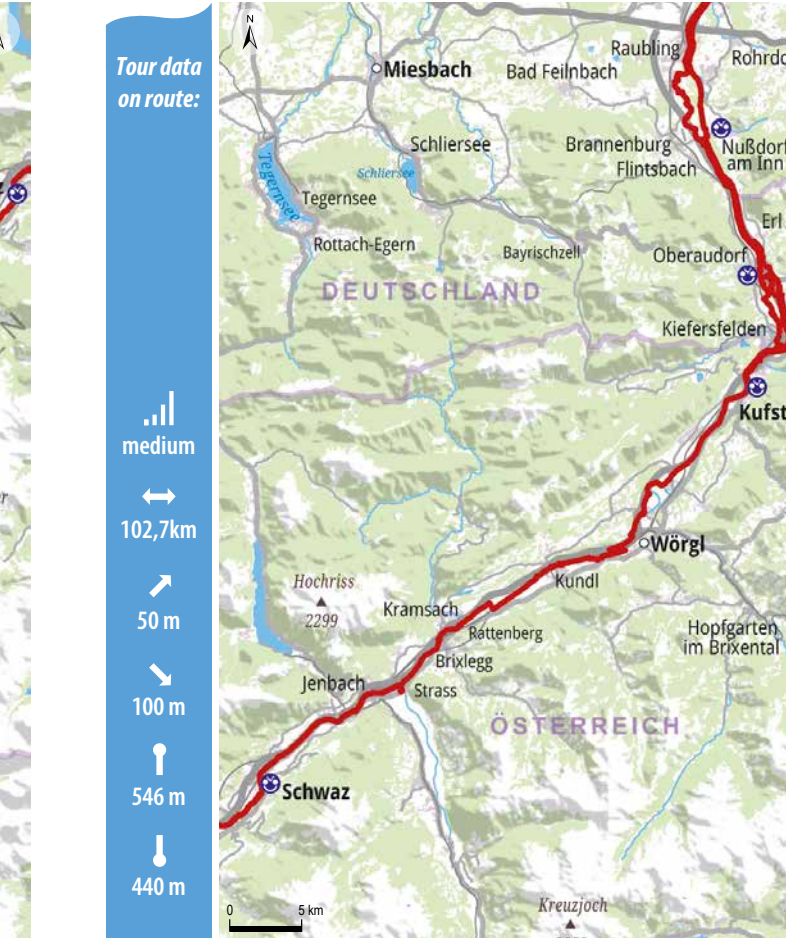 Tour data
on route:
medium
102,7km
50 m
100 m
546 m
440 m
N
Miesbach
Raubling
Bad Feilnbach
Schliersee
Brannenburg
Flintsbach
Nußdorf
am Inn
Schliersee
Tegernsee
Tegernsee
Erl
Rottach-Egern
Bayrischzell
Oberaudorf
DEUTSCHLAND
Kiefersfelden
Kufst
Wörgl
Hochriss
2299
Kundl
Kramsach
Rattenberg
Hopfgarten
im Brixental
Brixlegg
Jenbach
Strass
ÖSTERREICH
Schwaz
Kreuzjoch
0 5 km